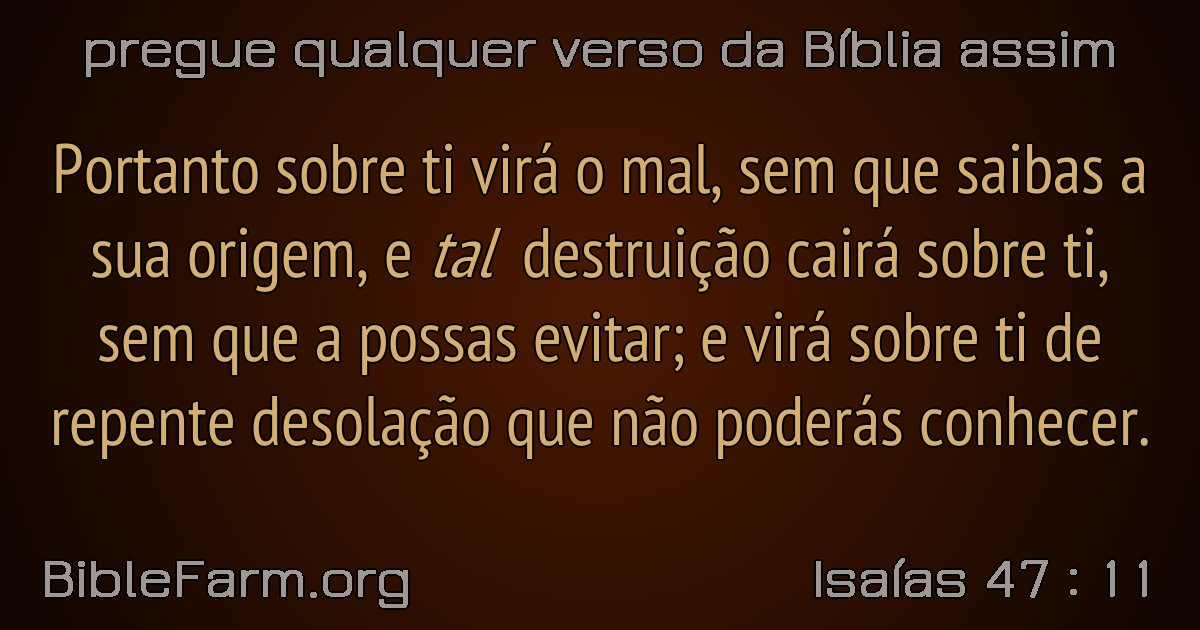 pregue qualquer verso da Bíblia assim
Portanto sobre ti virá o mal, sem que saibas a
sua origem, e tal destruição cairá sobre ti,
sem que a possas evitar; e virá sobre ti de
repente desolação que não poderás conhecer.
BibleFarm.org
Isaías 47 : 11